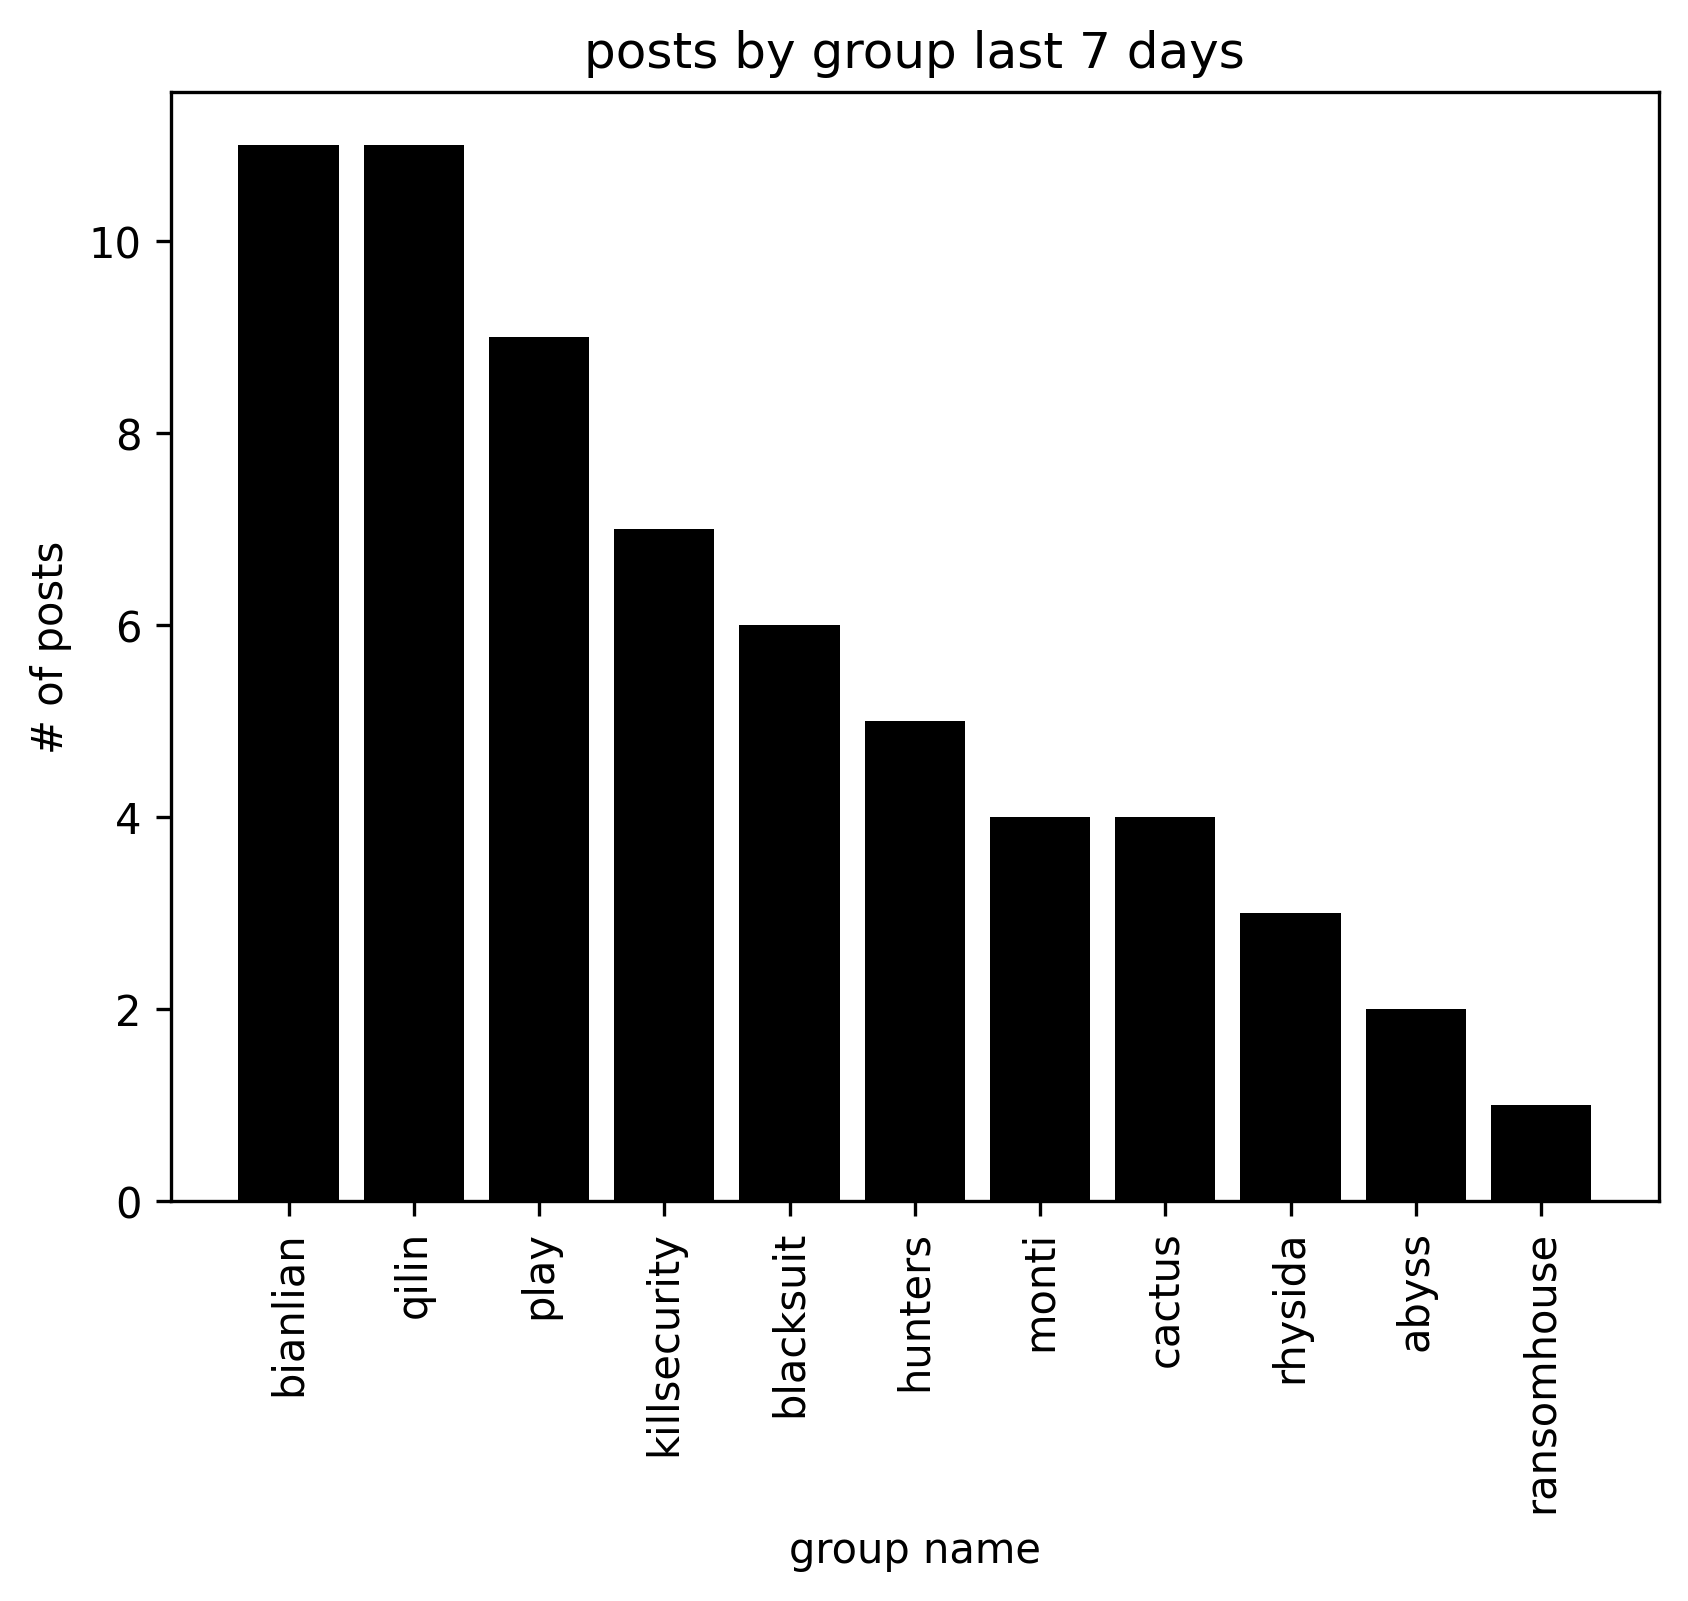 posts by group last 7 days
10
8
6
4
2
0
# of posts
bianlian
qilin
play
killsecurity
blacksuit
hunters
monti
cactus
rhysida
abyss
ransomhouse
group name